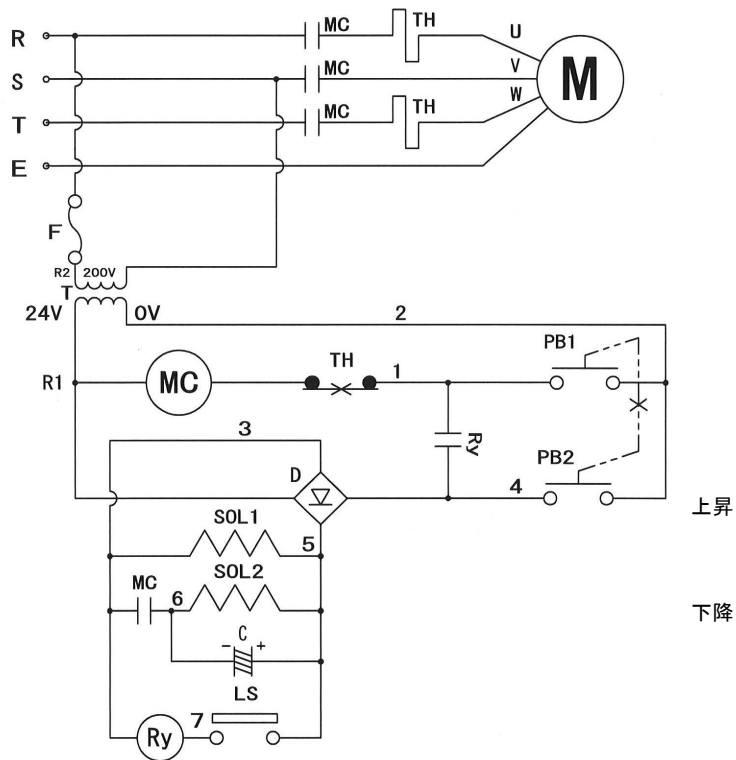 R MC TH U
S MC V
T MC TH W
E M
F
R2 200V
T
24V 0V 2
PB1
R1 MC TH 1
3 Ry
D PB2
4 上昇
SOL1
5
MC SOL2
6 下降
- C +
LS
7
Ry